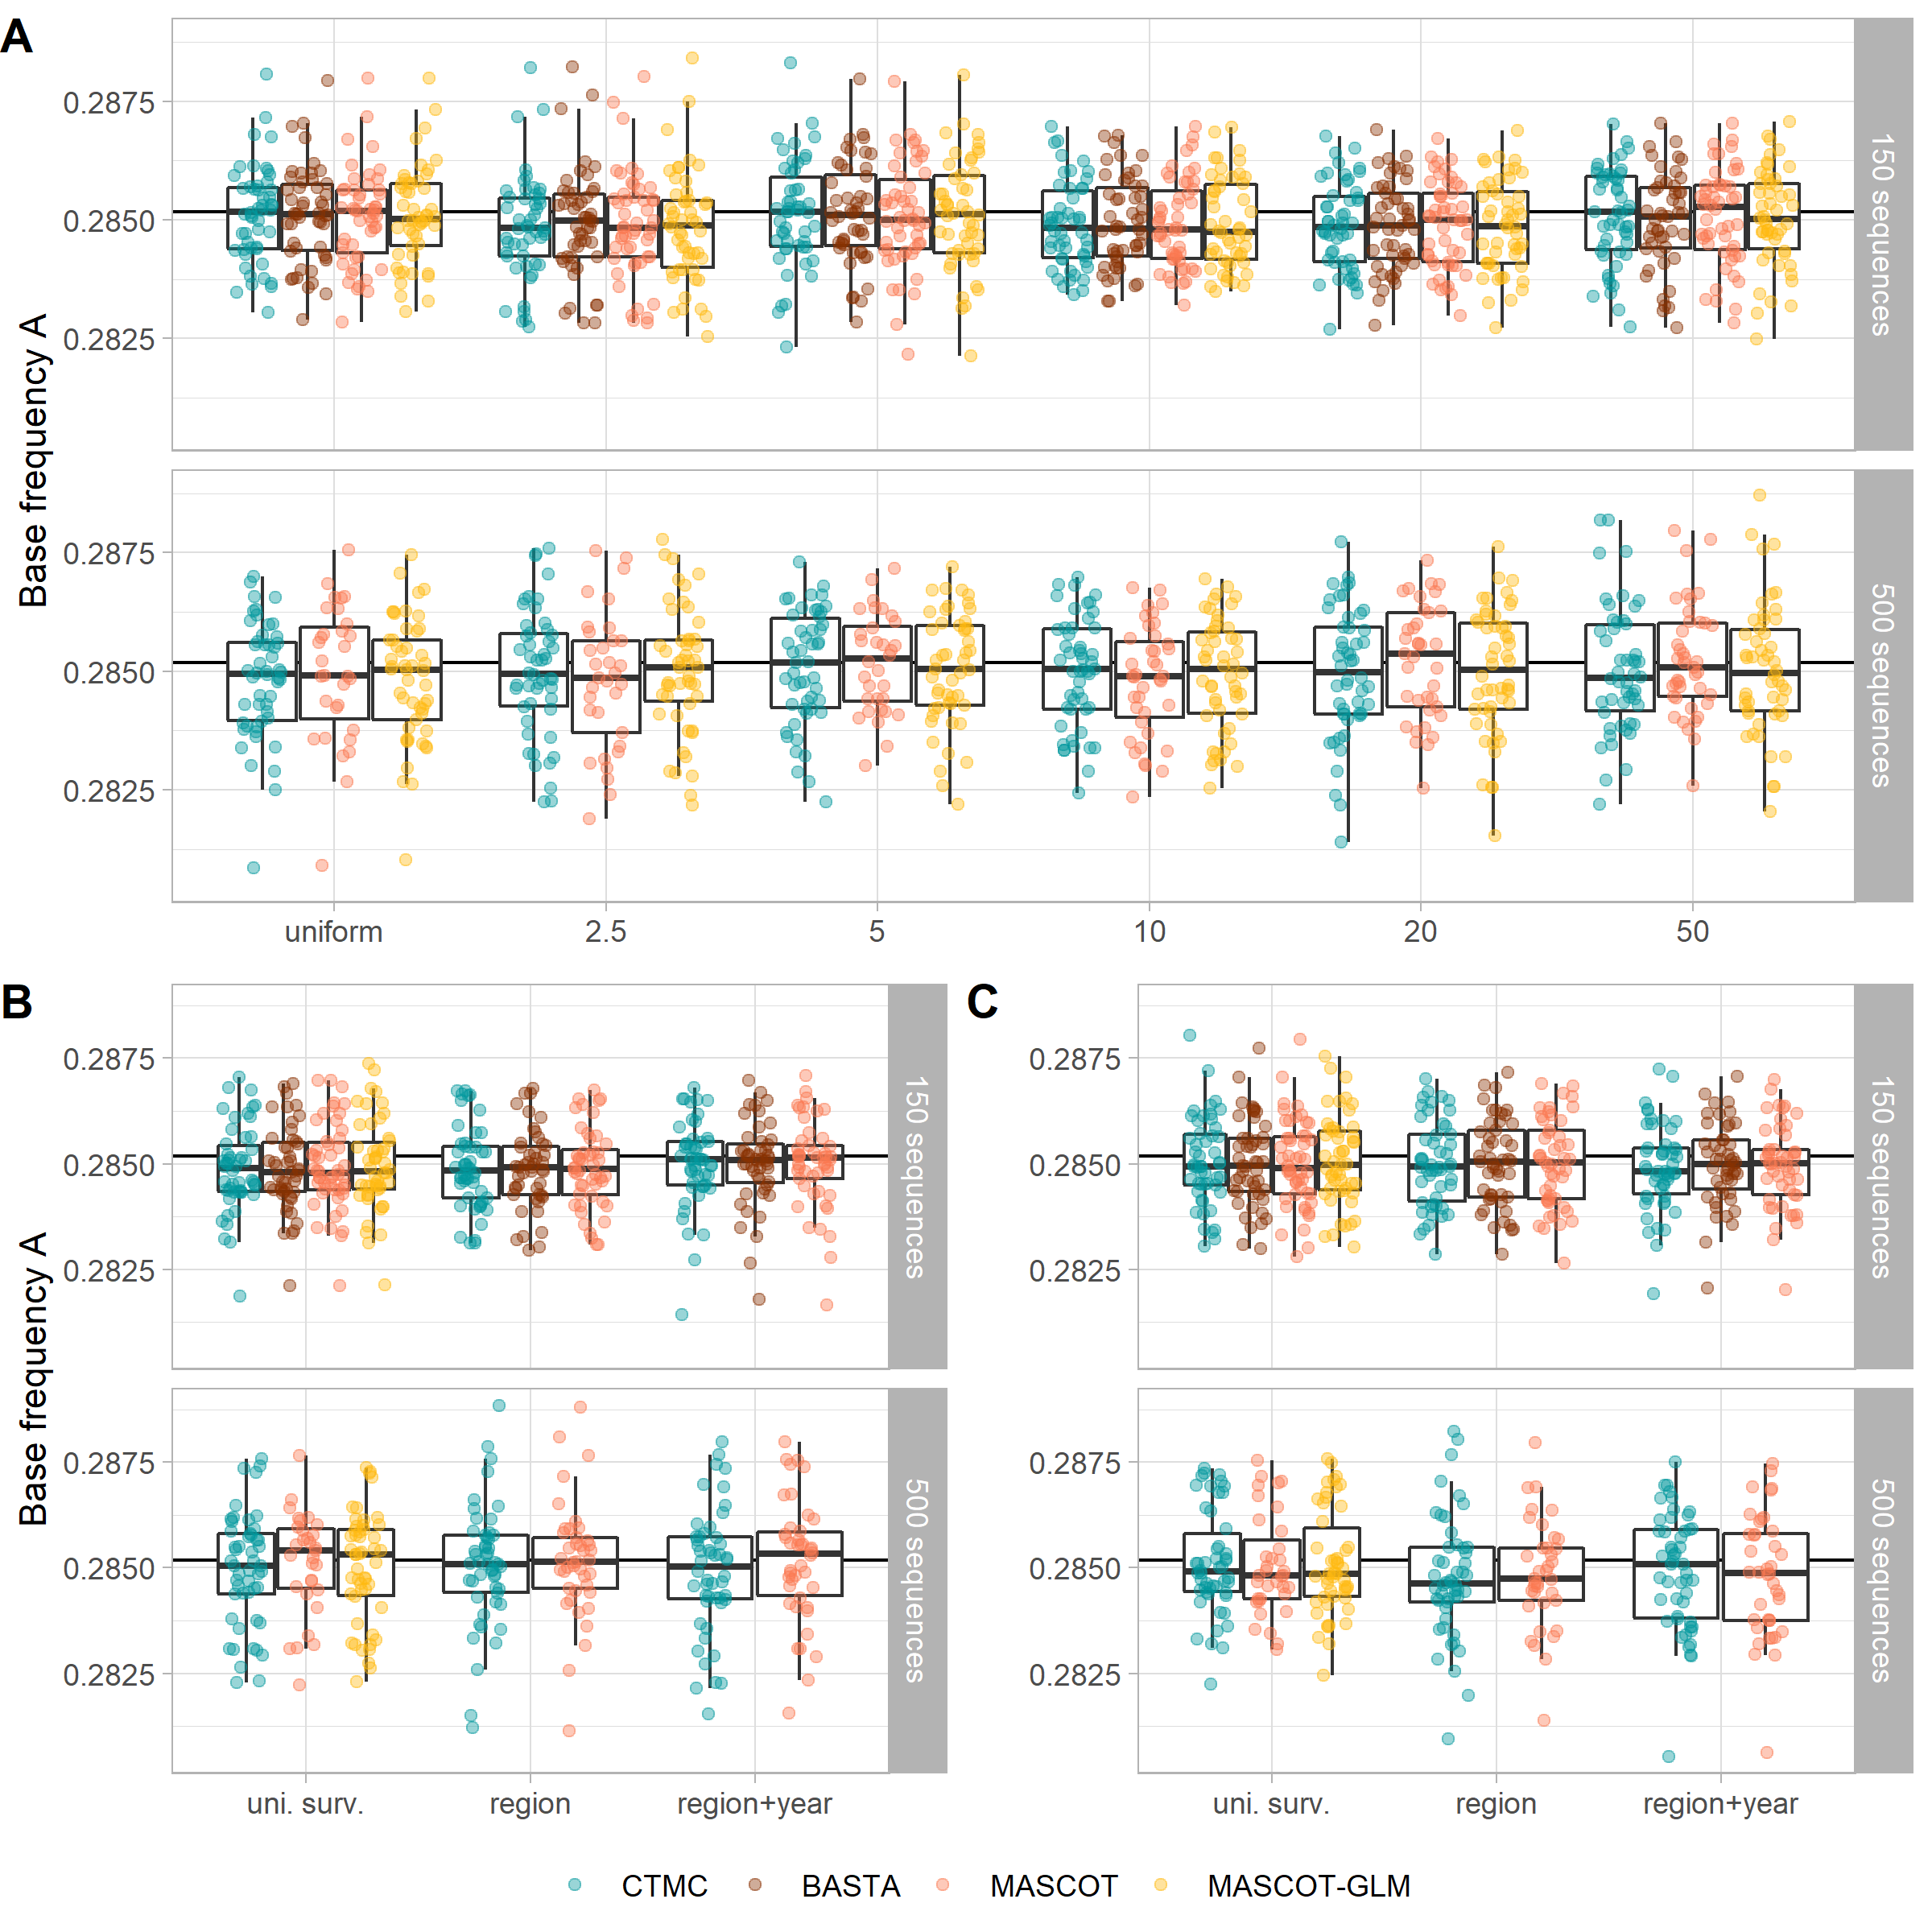 A
Base frequency A
0.2875
0.2850
0.2825
150 sequences
0.2875
0.2850
0.2825
500 sequences
uniform 2.5 5 10 20 50
B
Base frequency A
0.2875
0.2850
0.2825
150 sequences
0.2875
0.2850
0.2825
500 sequences
uni. surv. region region+year
C
0.2875
0.2850
0.2825
150 sequences
0.2875
0.2850
0.2825
500 sequences
uni. surv. region region+year
CTMC BASTA MASCOT MASCOT-GLM